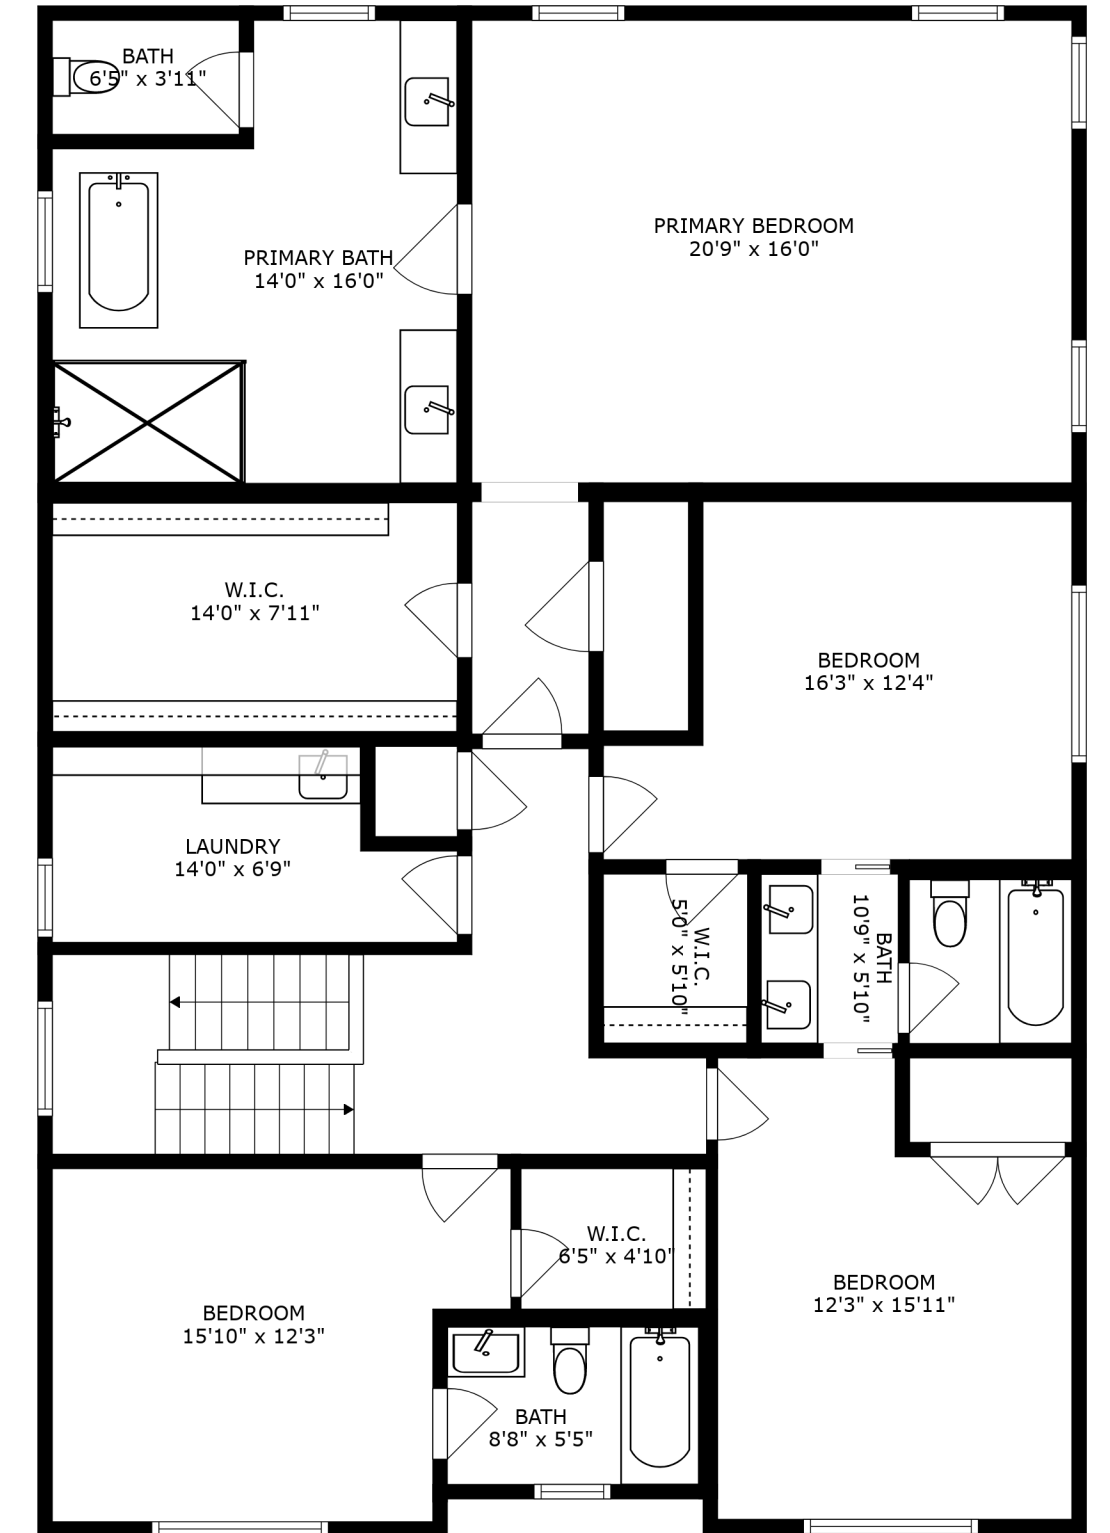 BATH
6'5" x 3'11"
PRIMARY BEDROOM
20'9" x 16'0"
PRIMARY BATH
14'0" x 16'0"
W.I.C.
14'0" x 7'11"
BEDROOM
16'3" x 12'4"
LAUNDRY
14'0" x 6'9"
W.I.C.
5'0" x 5'10"
BATH
10'9" x 5'10"
W.I.C.
6'5" x 4'10"
BEDROOM
12'3" x 15'11"
BEDROOM
15'10" x 12'3"
BATH
8'8" x 5'5"